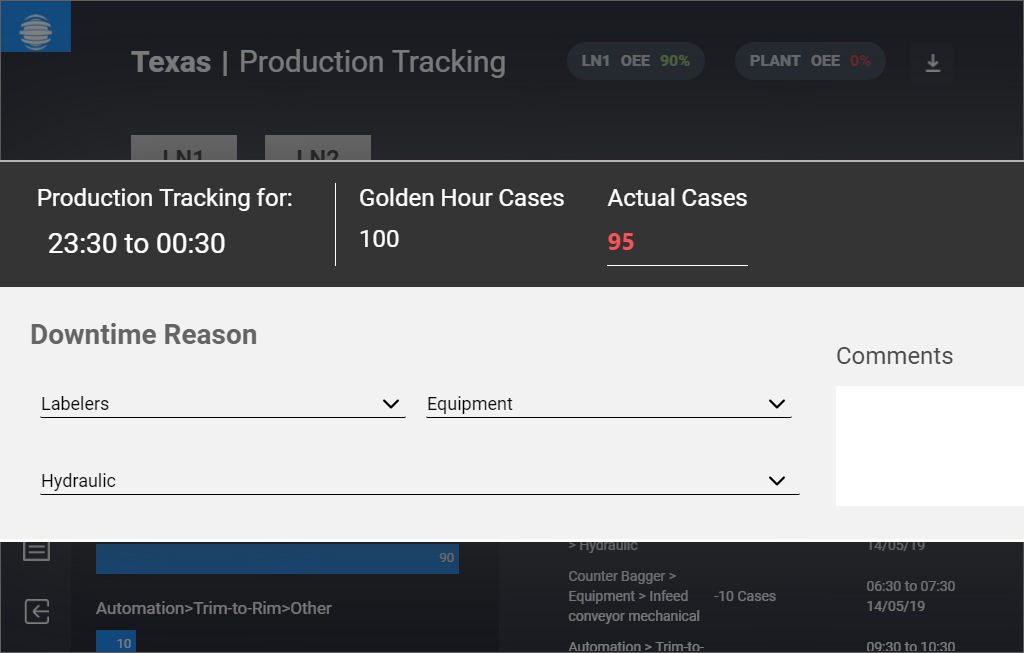 Texas | Production Tracking
LN1 OEE 90%
PLANT OEE 0%
LN1
LN2
Production Tracking for:
23:30 to 00:30
Golden Hour Cases
100
Actual Cases
95
Downtime Reason
Comments
Labelers
Equipment
Hydraulic
90
Automation>Trim-to-Rim>Other
10
> Hydraulic
14/05/19
Counter Bagger >
Equipment > Infeed
conveyor mechanical
-10 Cases
06:30 to 07:30
14/05/19
Automation > Trim-to-
09:30 to 10:30